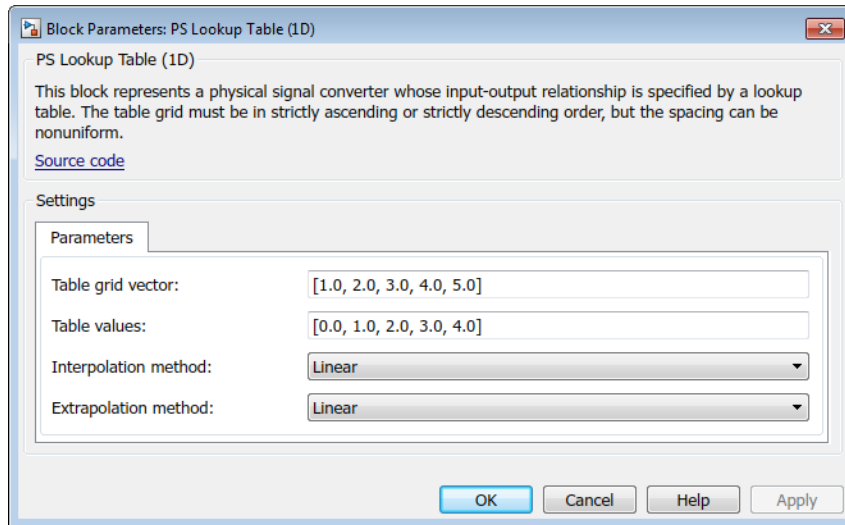 Block Parameters: PS Lookup Table (1D)
PS Lookup Table (1D)
This block represents a physical signal converter whose input-output relationship is specified by a lookup
table. The table grid must be in strictly ascending or strictly descending order, but the spacing can be
nonuniform.
Source code
Settings
Parameters
Table grid vector: [1.0, 2.0, 3.0, 4.0, 5.0]
Table values: [0.0, 1.0, 2.0, 3.0, 4.0]
Interpolation method: Linear
Extrapolation method: Linear
OK Cancel Help Apply